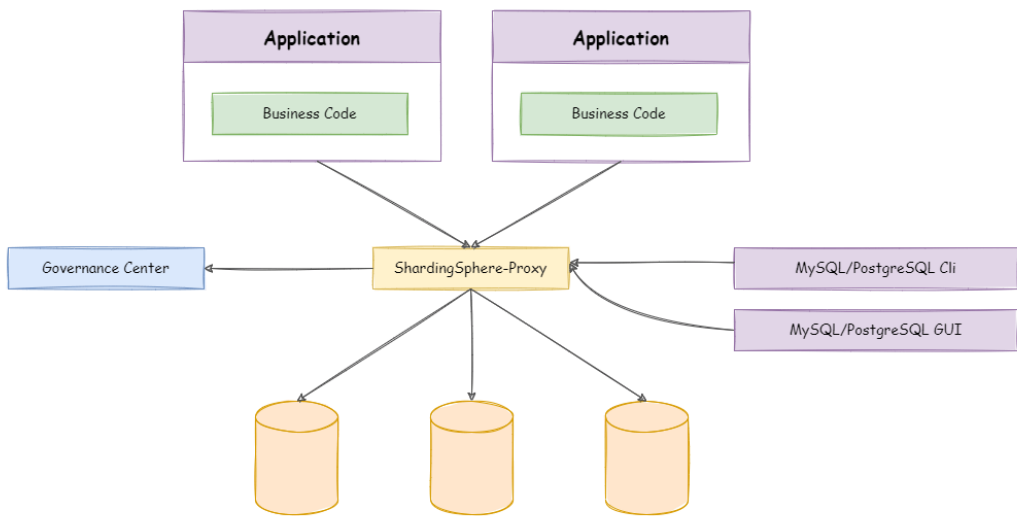 Application
Application
Business Code
Business Code
Governance Center
ShardingSphere-Proxy
MySQL/PostgreSQL Cli
MySQL/PostgreSQL GUI